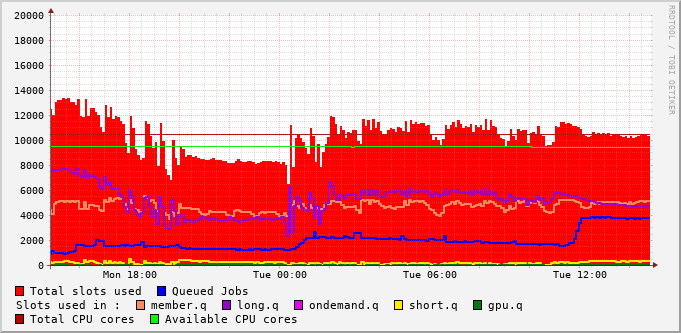 20000
18000
16000
14000
12000
10000
8000
6000
4000
2000
0
Mon 18:00 Tue 00:00 Tue 06:00 Tue 12:00
Total slots used Queued Jobs
Slots used in : member.q long.q ondemand.q short.q gpu.q
Total CPU cores Available CPU cores
RRDTOOL / TOBI OETIKER